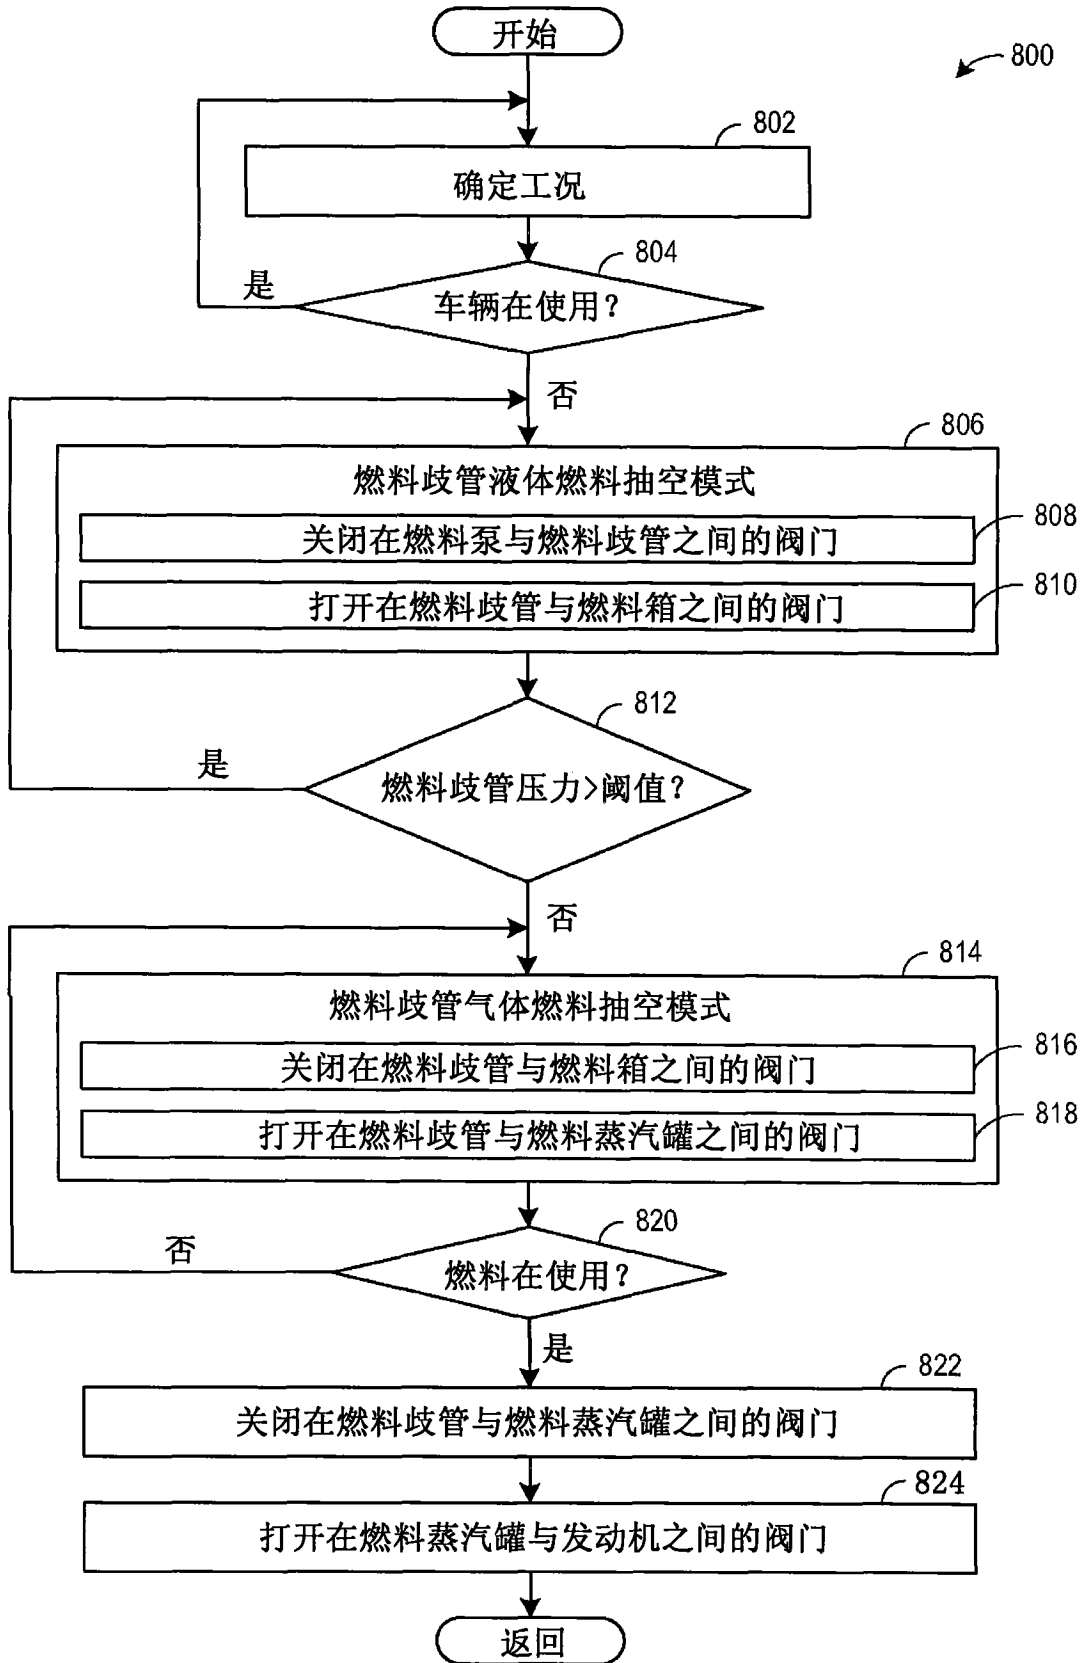 开始
800
802
确定工况
804
车辆在使用?
是
否
806
燃料歧管液体燃料抽空模式
关闭在燃料泵与燃料歧管之间的阀门
808
打开在燃料歧管与燃料箱之间的阀门
810
812
燃料歧管压力>阈值?
是
否
814
燃料歧管气体燃料抽空模式
关闭在燃料歧管与燃料箱之间的阀门
816
打开在燃料歧管与燃料蒸汽罐之间的阀门
818
820
燃料在使用?
否
是
822
关闭在燃料歧管与燃料蒸汽罐之间的阀门
824
打开在燃料蒸汽罐与发动机之间的阀门
返回